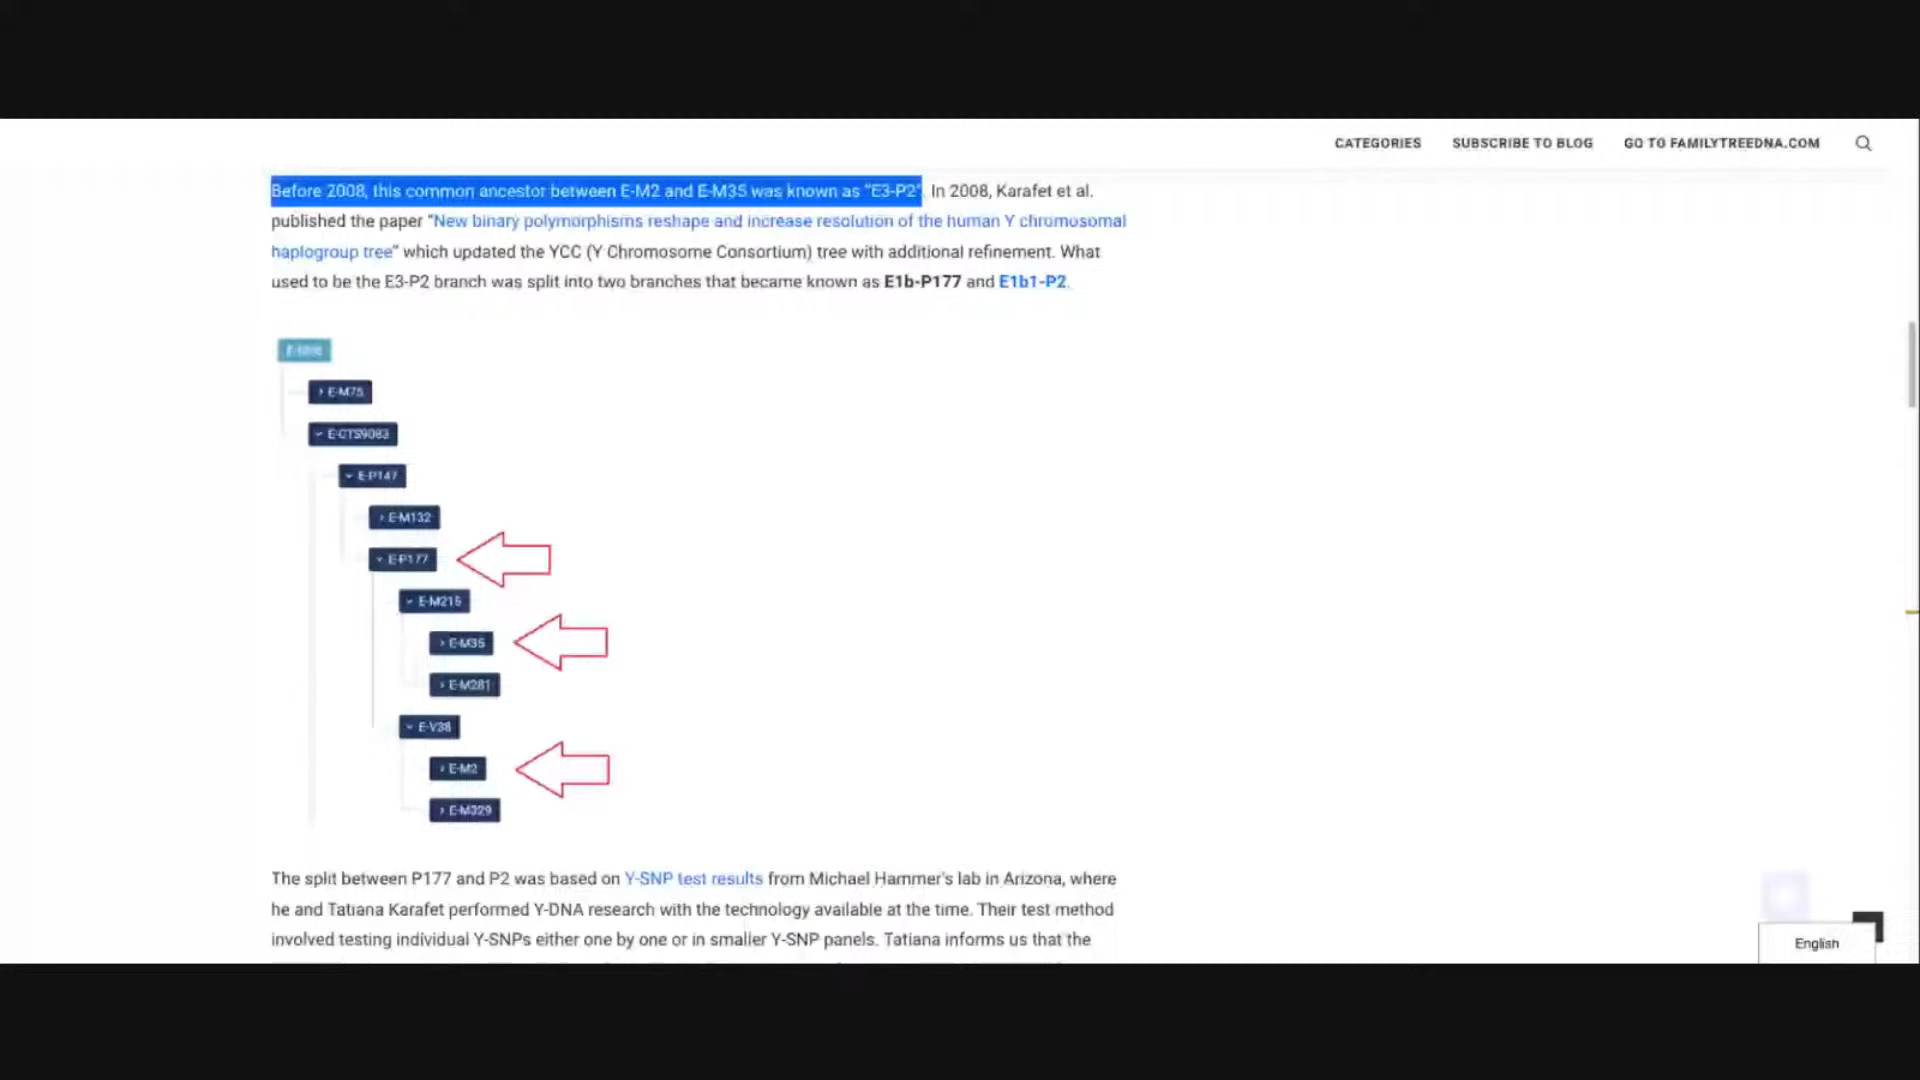 CATEGORIES SUBSCRIBE TO BLOG GO TO FAMILYTREEDNA.COM
Before 2008, this common ancestor between E-M2 and E-M35 was known as “E3-P2”. In 2008, Karafet et al.
published the paper “New binary polymorphisms reshape and increase resolution of the human Y chromosomal
haplogroup tree” which updated the YCC (Y Chromosome Consortium) tree with additional refinement. What
used to be the E3-P2 branch was split into two branches that became known as E1b-P177 and E1b1-P2.
E-M75
E-CTS9083
E-P147
E-M132
E-P177
E-M215
E-M35
E-M281
E-V38
E-M2
E-M329
The split between P177 and P2 was based on Y-SNP test results from Michael Hammer's lab in Arizona, where
he and Tatiana Karafet performed Y-DNA research with the technology available at the time. Their test method
involved testing individual Y-SNPs either one by one or in smaller Y-SNP panels. Tatiana informs us that the
English